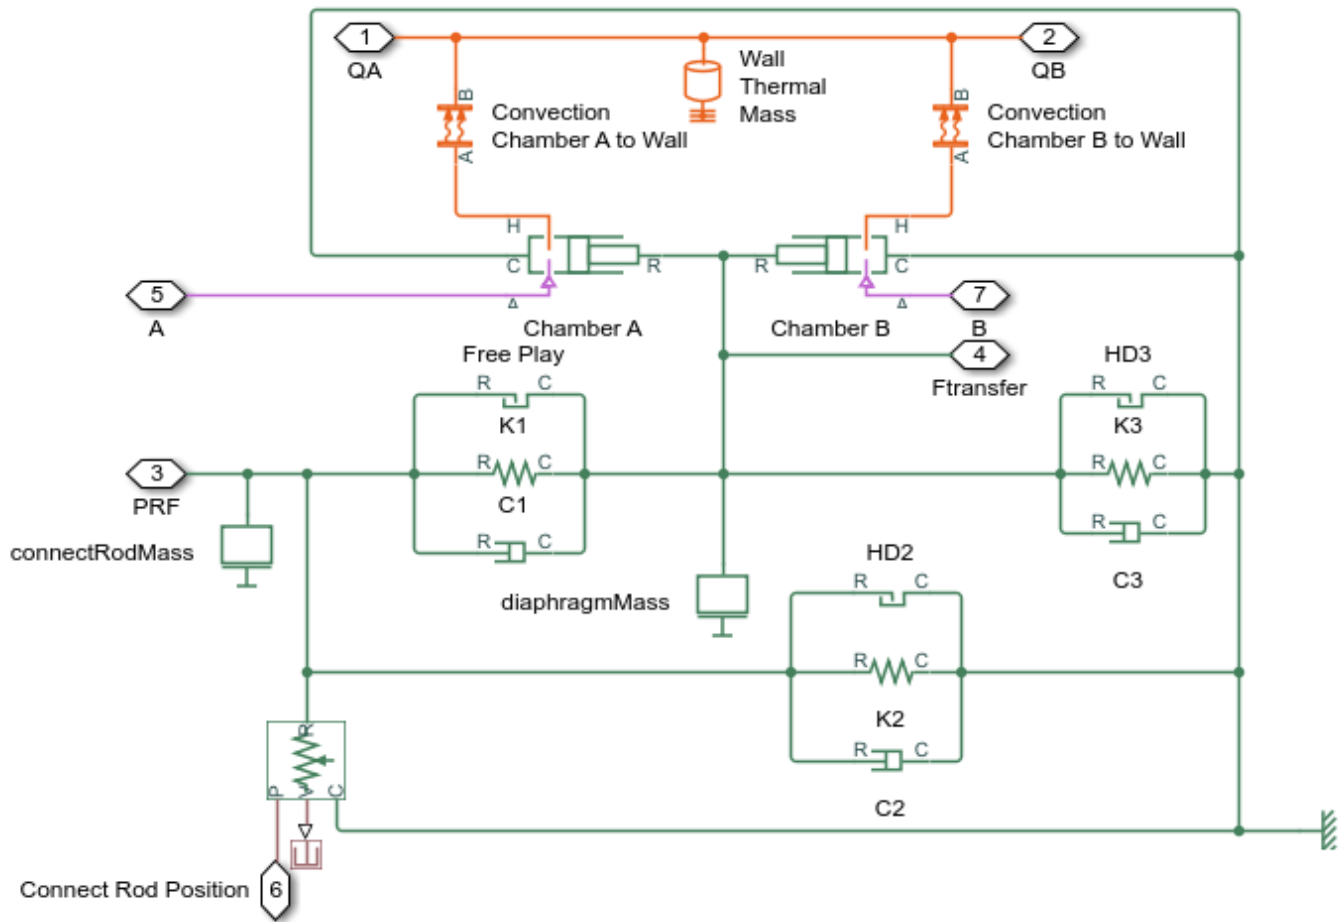 1
QA
2
QB
Wall
Thermal
Mass
B
Convection
Chamber A to Wall
A
B
Convection
Chamber B to Wall
A
H
C
R
R
H
C
5
A
A
Chamber A
Chamber B
A
7
B
4
Ftransfer
Free Play
R
C
K1
R
C
C1
R
C
HD3
R
C
K3
R
C
R
C
C3
3
PRF
connectRodMass
diaphragmMass
HD2
R
C
R
C
K2
R
C
C2
R
P
V
C
Connect Rod Position
6